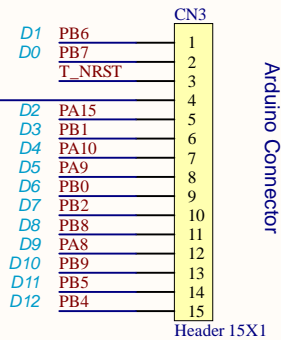 CN3
D1 PB6 1
D0 PB7 2
T_NRST 3
4
D2 PA15 5
D3 PB1 6
D4 PA10 7
D5 PA9 8
D6 PB0 9
D7 PB2 10
D8 PB8 11
D9 PA8 12
D10 PB9 13
D11 PB5 14
D12 PB4 15
Header 15X1
Arduino Connector